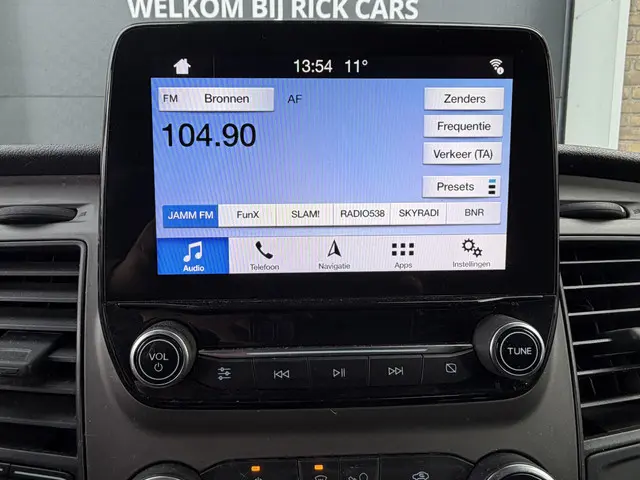 WELKOM BIJ RICK CARS
13:54 11°
FM Bronnen AF Zenders
104.90 Frequentie
Verkeer (TA)
Presets
JAMM FM FunX SLAM! RADIO538 SKYRADI BNR
Audio Telefoon Navigatie Apps Instellingen
VOL TUNE